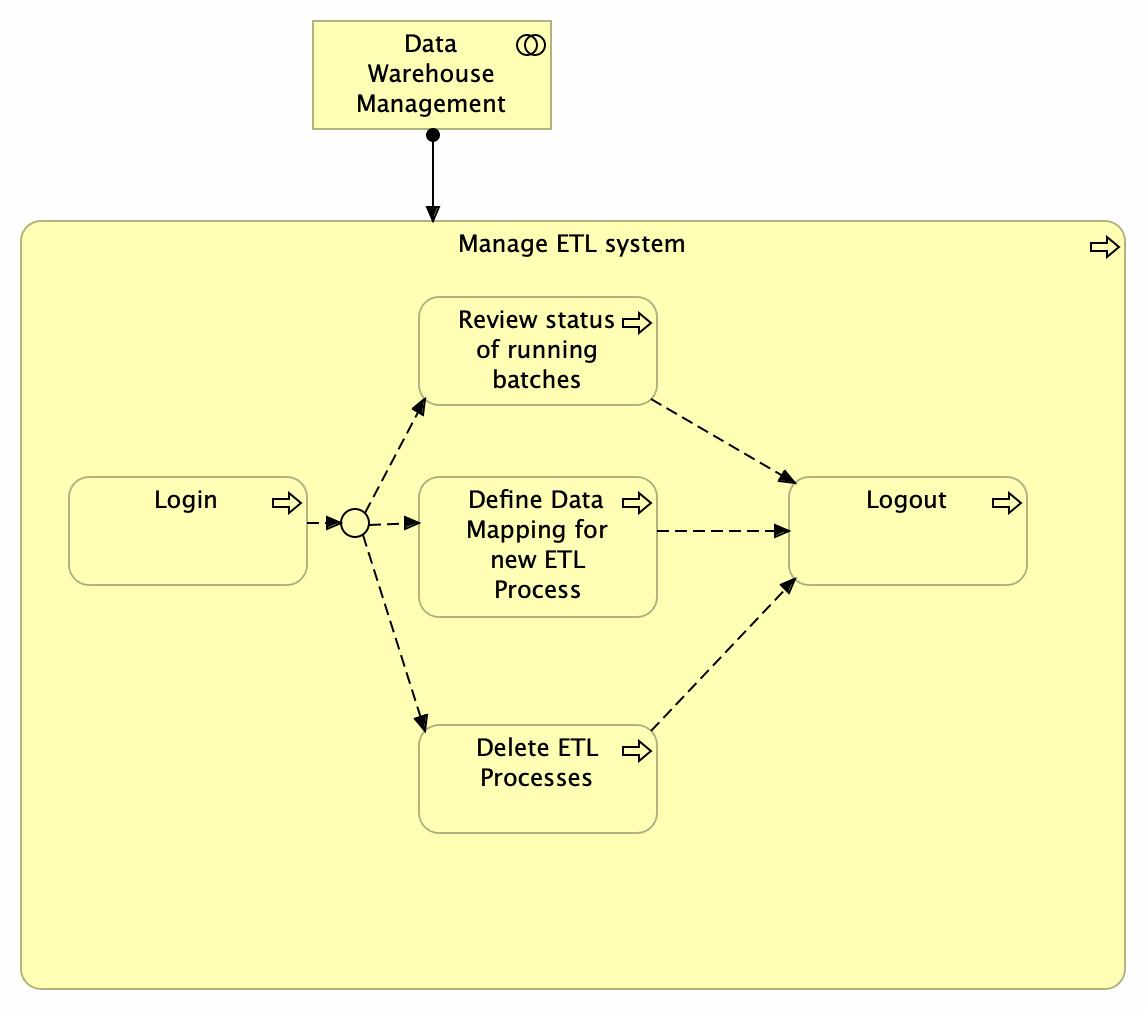 Data
Warehouse
Management
Manage ETL system
Review status
of running
batches
Login
Define Data
Mapping for
new ETL
Process
Logout
Delete ETL
Processes